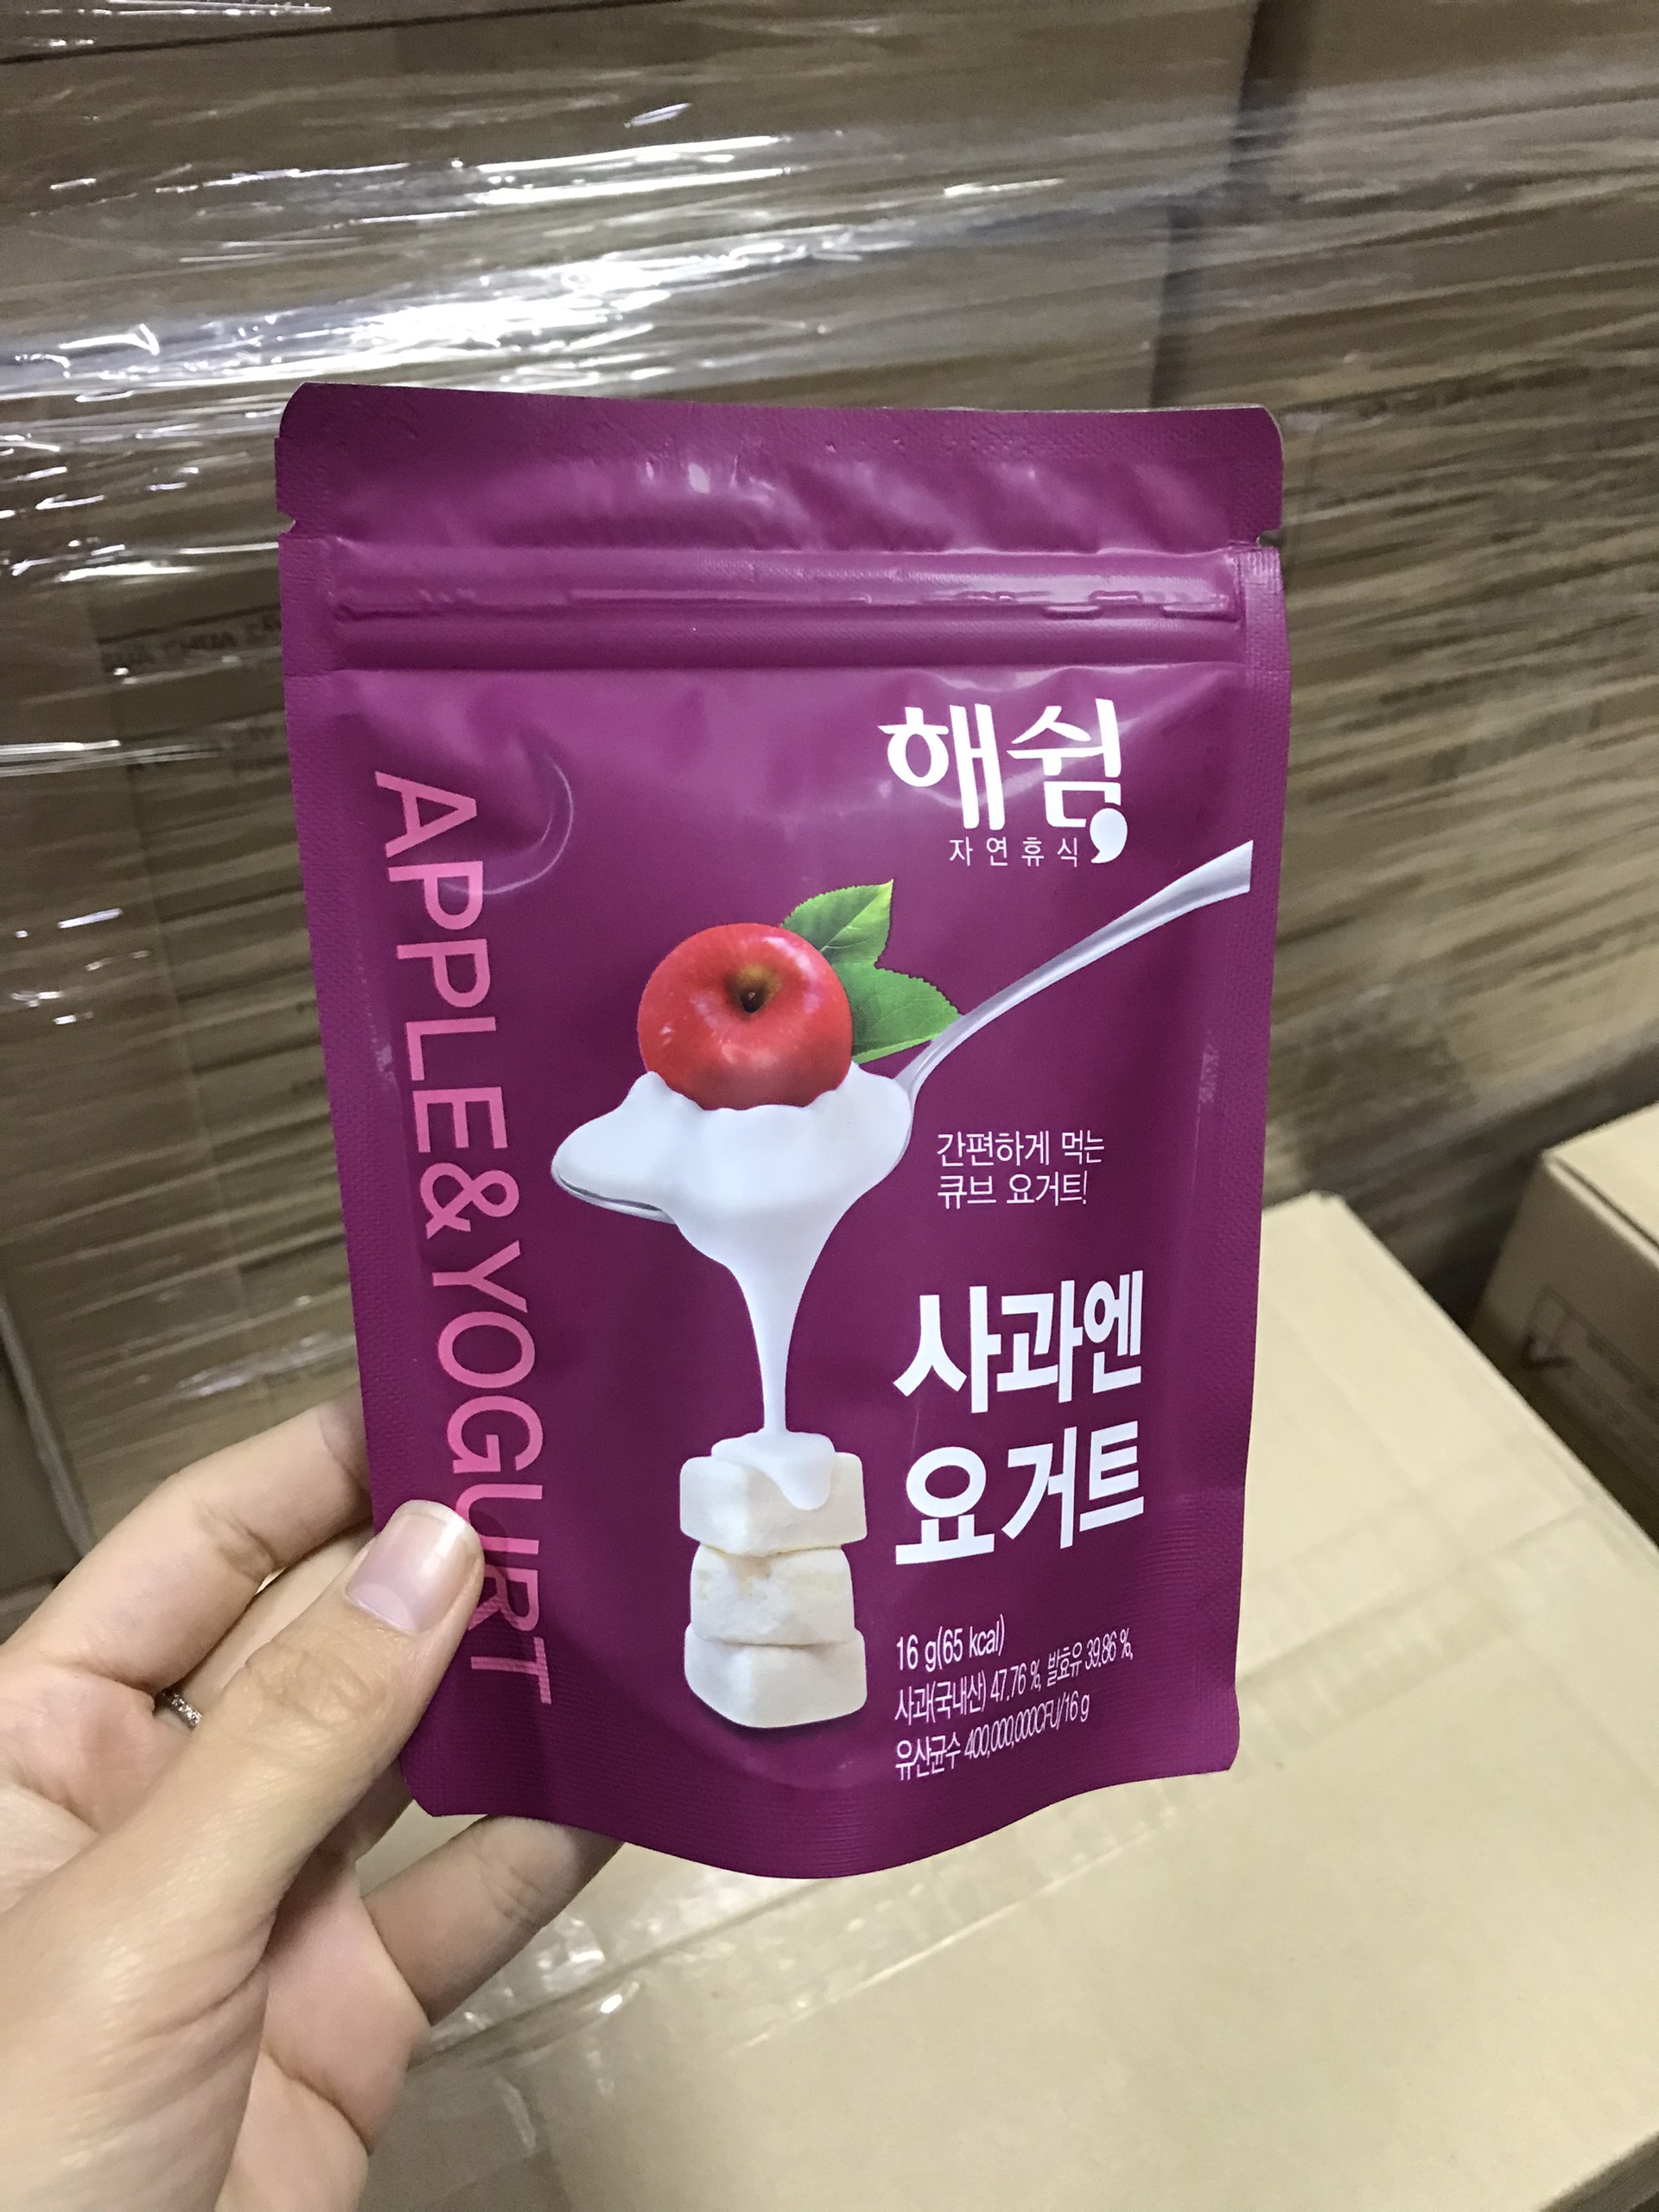 해쉼,
자연휴식
APPLE&YOGURT
간편하게 먹는
큐브 요거트!
사과엔
요거트
16 g(65 kcal)
사과(국내산) 47.76 %, 발효유 39.86 %,
유산균수 400,000,000CFU/16 g